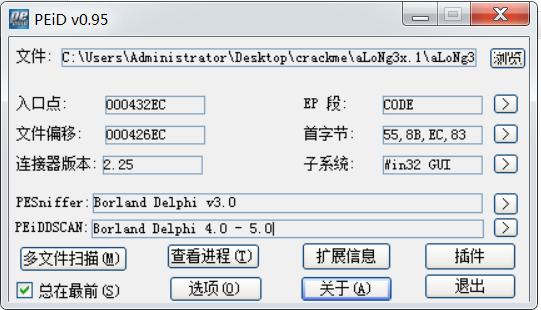 PEiD v0.95
文件: C:\Users\Administrator\Desktop\crackme\aLoNg3x.1\aLoNg3 浏览
入口点: 000432EC EP 段: CODE >
文件偏移: 000426EC 首字节: 55,8B,EC,83 >
连接器版本: 2.25 子系统: #in32 GUI >
PESniffer: Borland Delphi v3.0 >
PEiDDSCAN: Borland Delphi 4.0 - 5.0 >
多文件扫描(M) 查看进程(T) 扩展信息 插件
总在最前(S) 选项(O) 关于(A) 退出